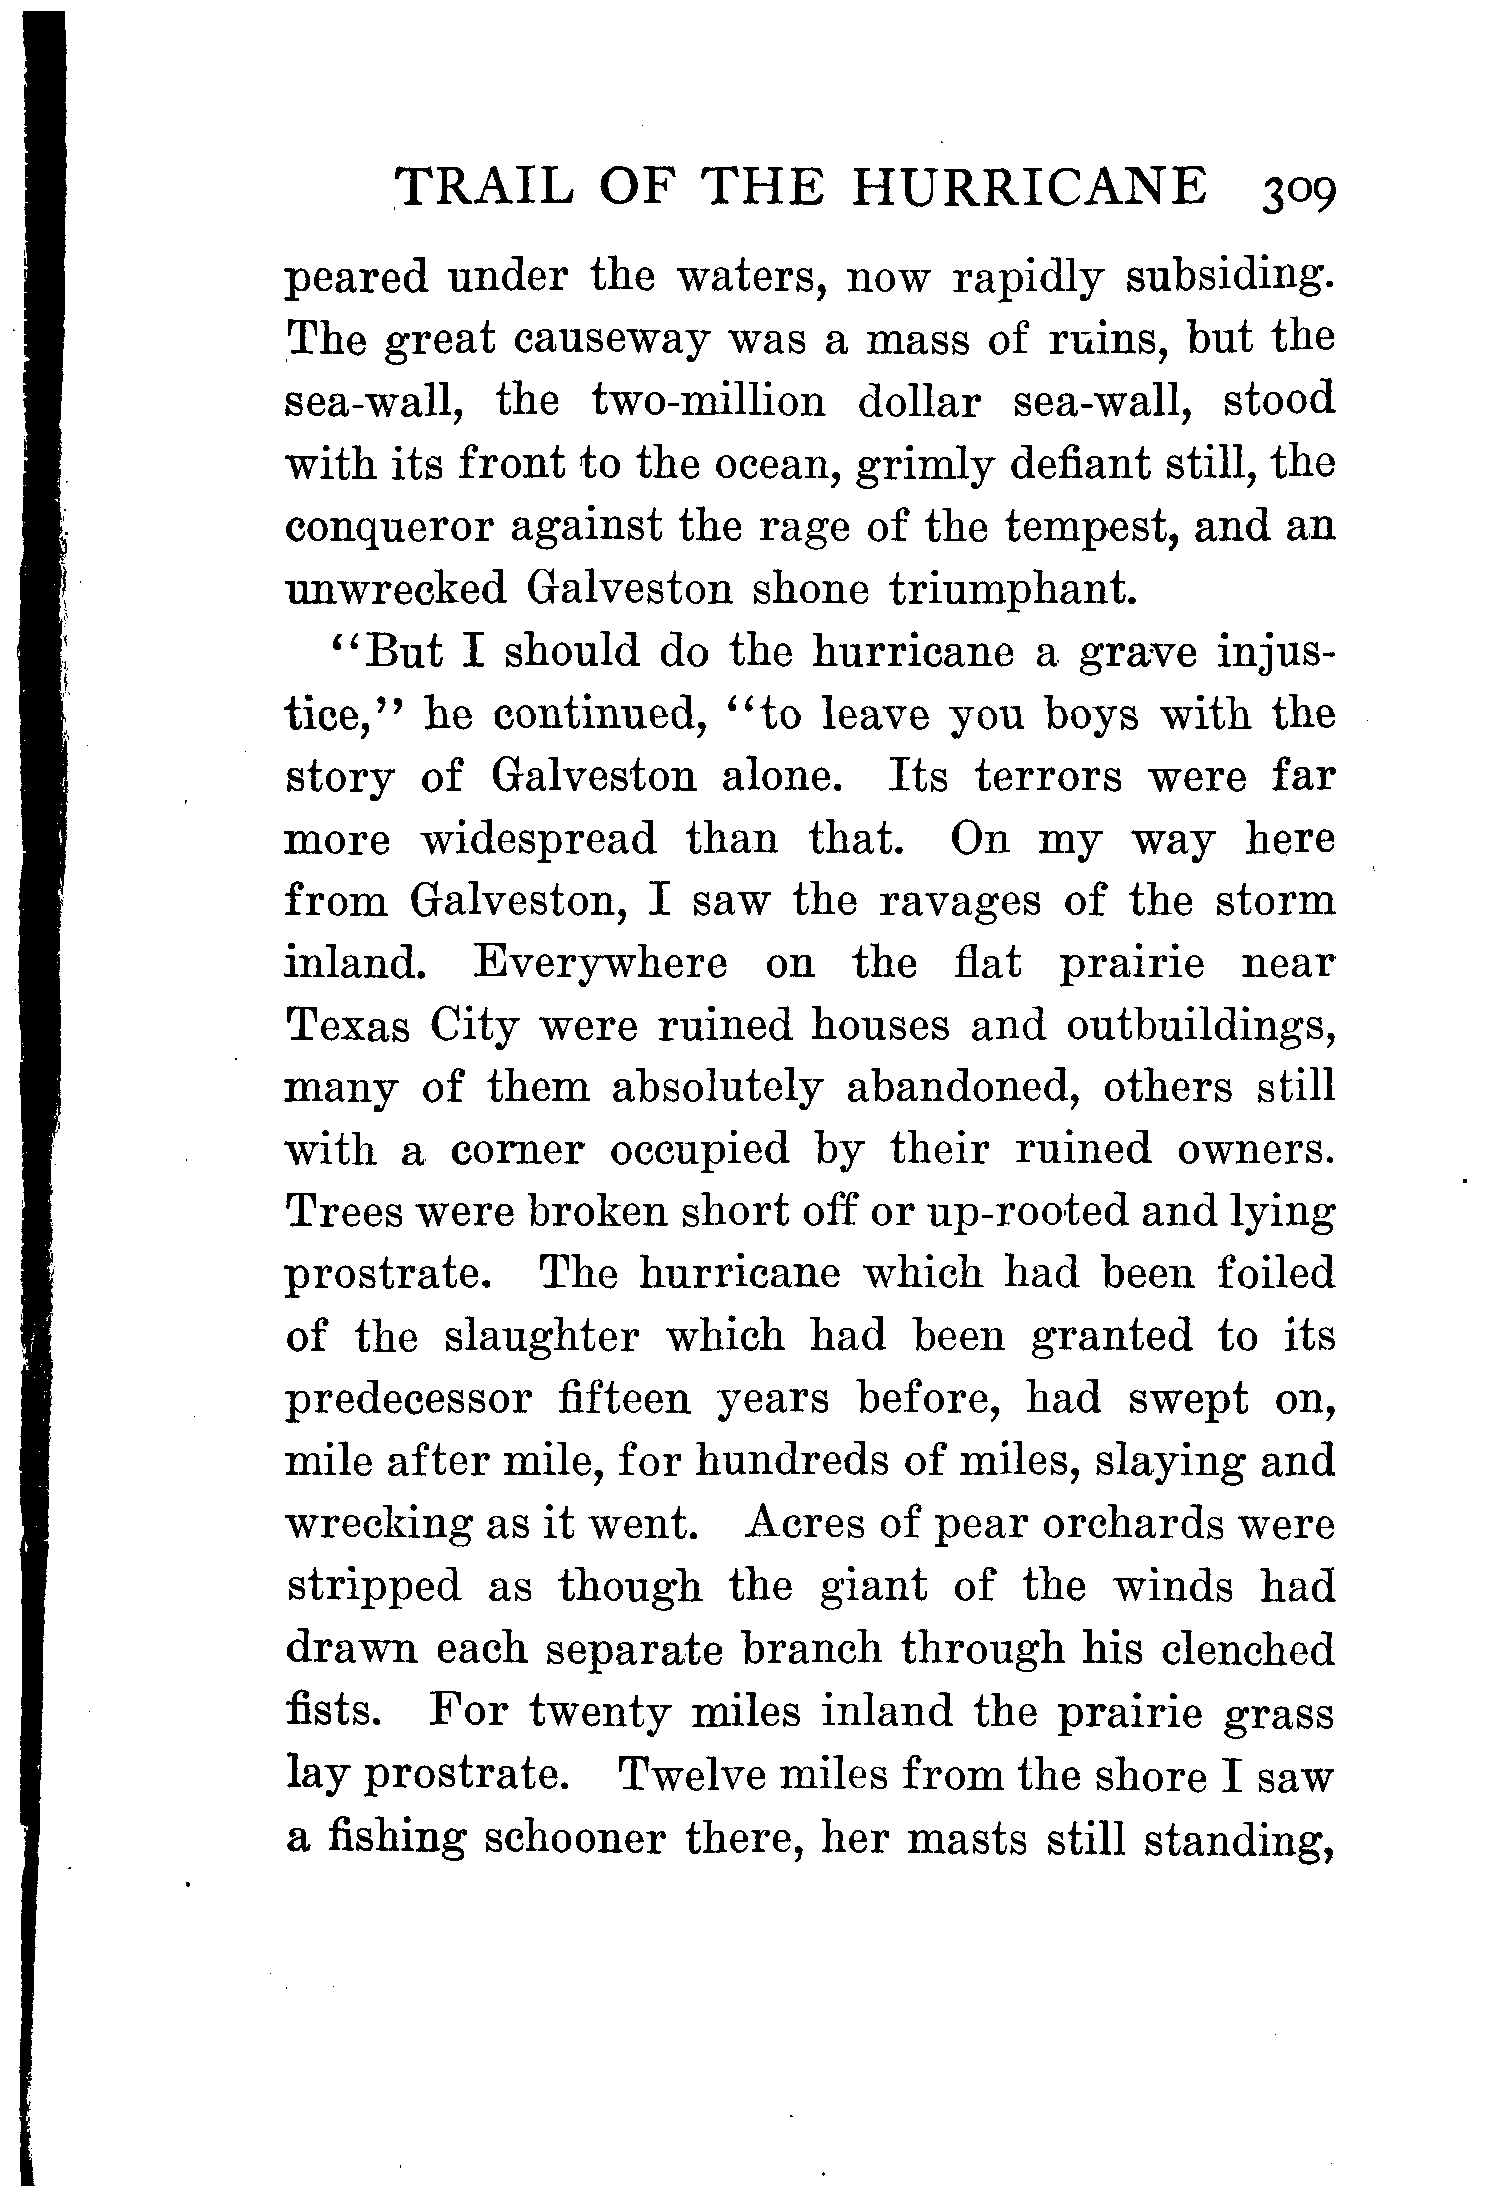 TRAIL OF THE HURRICANE 309
peared under the waters, now rapidly subsiding.
The great causeway was a mass of ruins, but the
sea-wall, the two-million dollar sea-wall, stood
with its front to the ocean, grimly defiant still, the
conqueror against the rage of the tempest, and an
unwrecked Galveston shone triumphant.
"But I should do the hurricane a grave injus-
tice," he continued, "to leave you boys with the
story of Galveston alone. Its terrors were far
more widespread than that. On my way here
from Galveston, I saw the ravages of the storm
inland. Everywhere on the flat prairie near
Texas City were ruined houses and outbuildings,
many of them absolutely abandoned, others still
with a corner occupied by their ruined owners.
Trees were broken short off or up-rooted and lying
prostrate. The hurricane which had been foiled
of the slaughter which had been granted to its
predecessor fifteen years before, had swept on,
mile after mile, for hundreds of miles, slaying and
wrecking as it went. Acres of pear orchards were
stripped as though the giant of the winds had
drawn each separate branch through his clenched
fists. For twenty miles inland the prairie grass
lay prostrate. Twelve miles from the shore I saw
a fishing schooner there, her masts still standing,